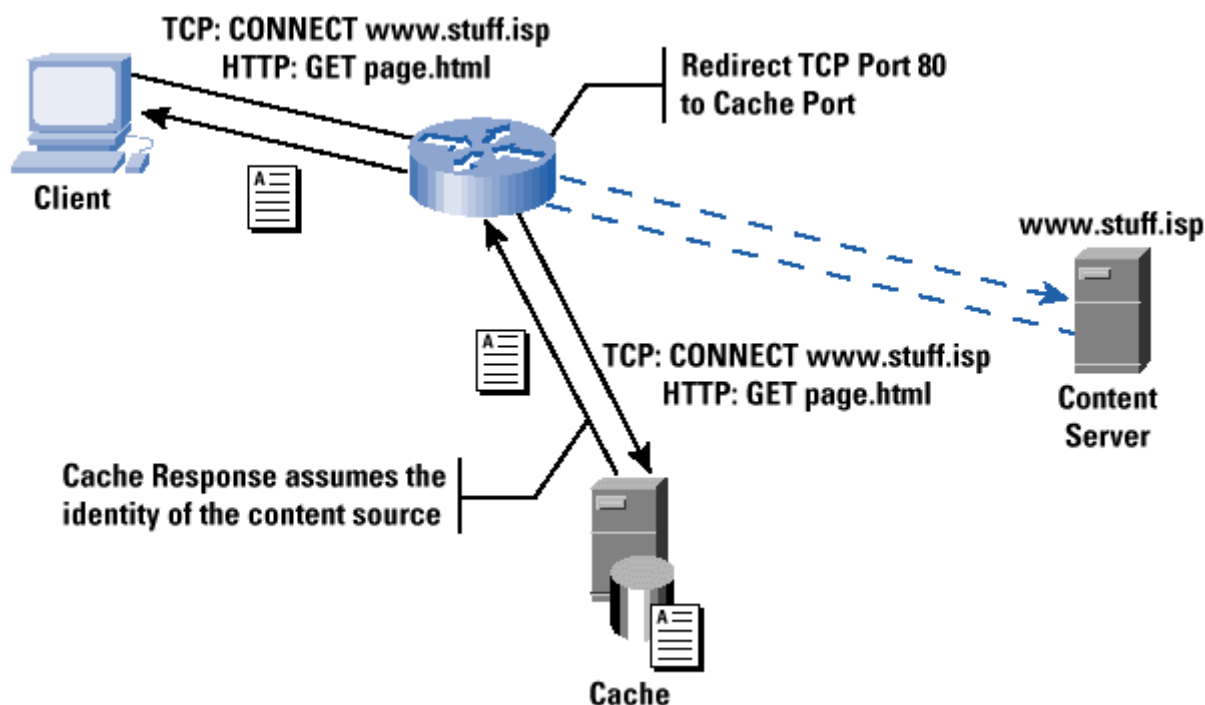 TCP: CONNECT www.stuff.isp
HTTP: GET page.html
Redirect TCP Port 80
to Cache Port
A
Client
www.stuff.isp
A
TCP: CONNECT www.stuff.isp
HTTP: GET page.html
Content
Server
Cache Response assumes the
identity of the content source
A
Cache